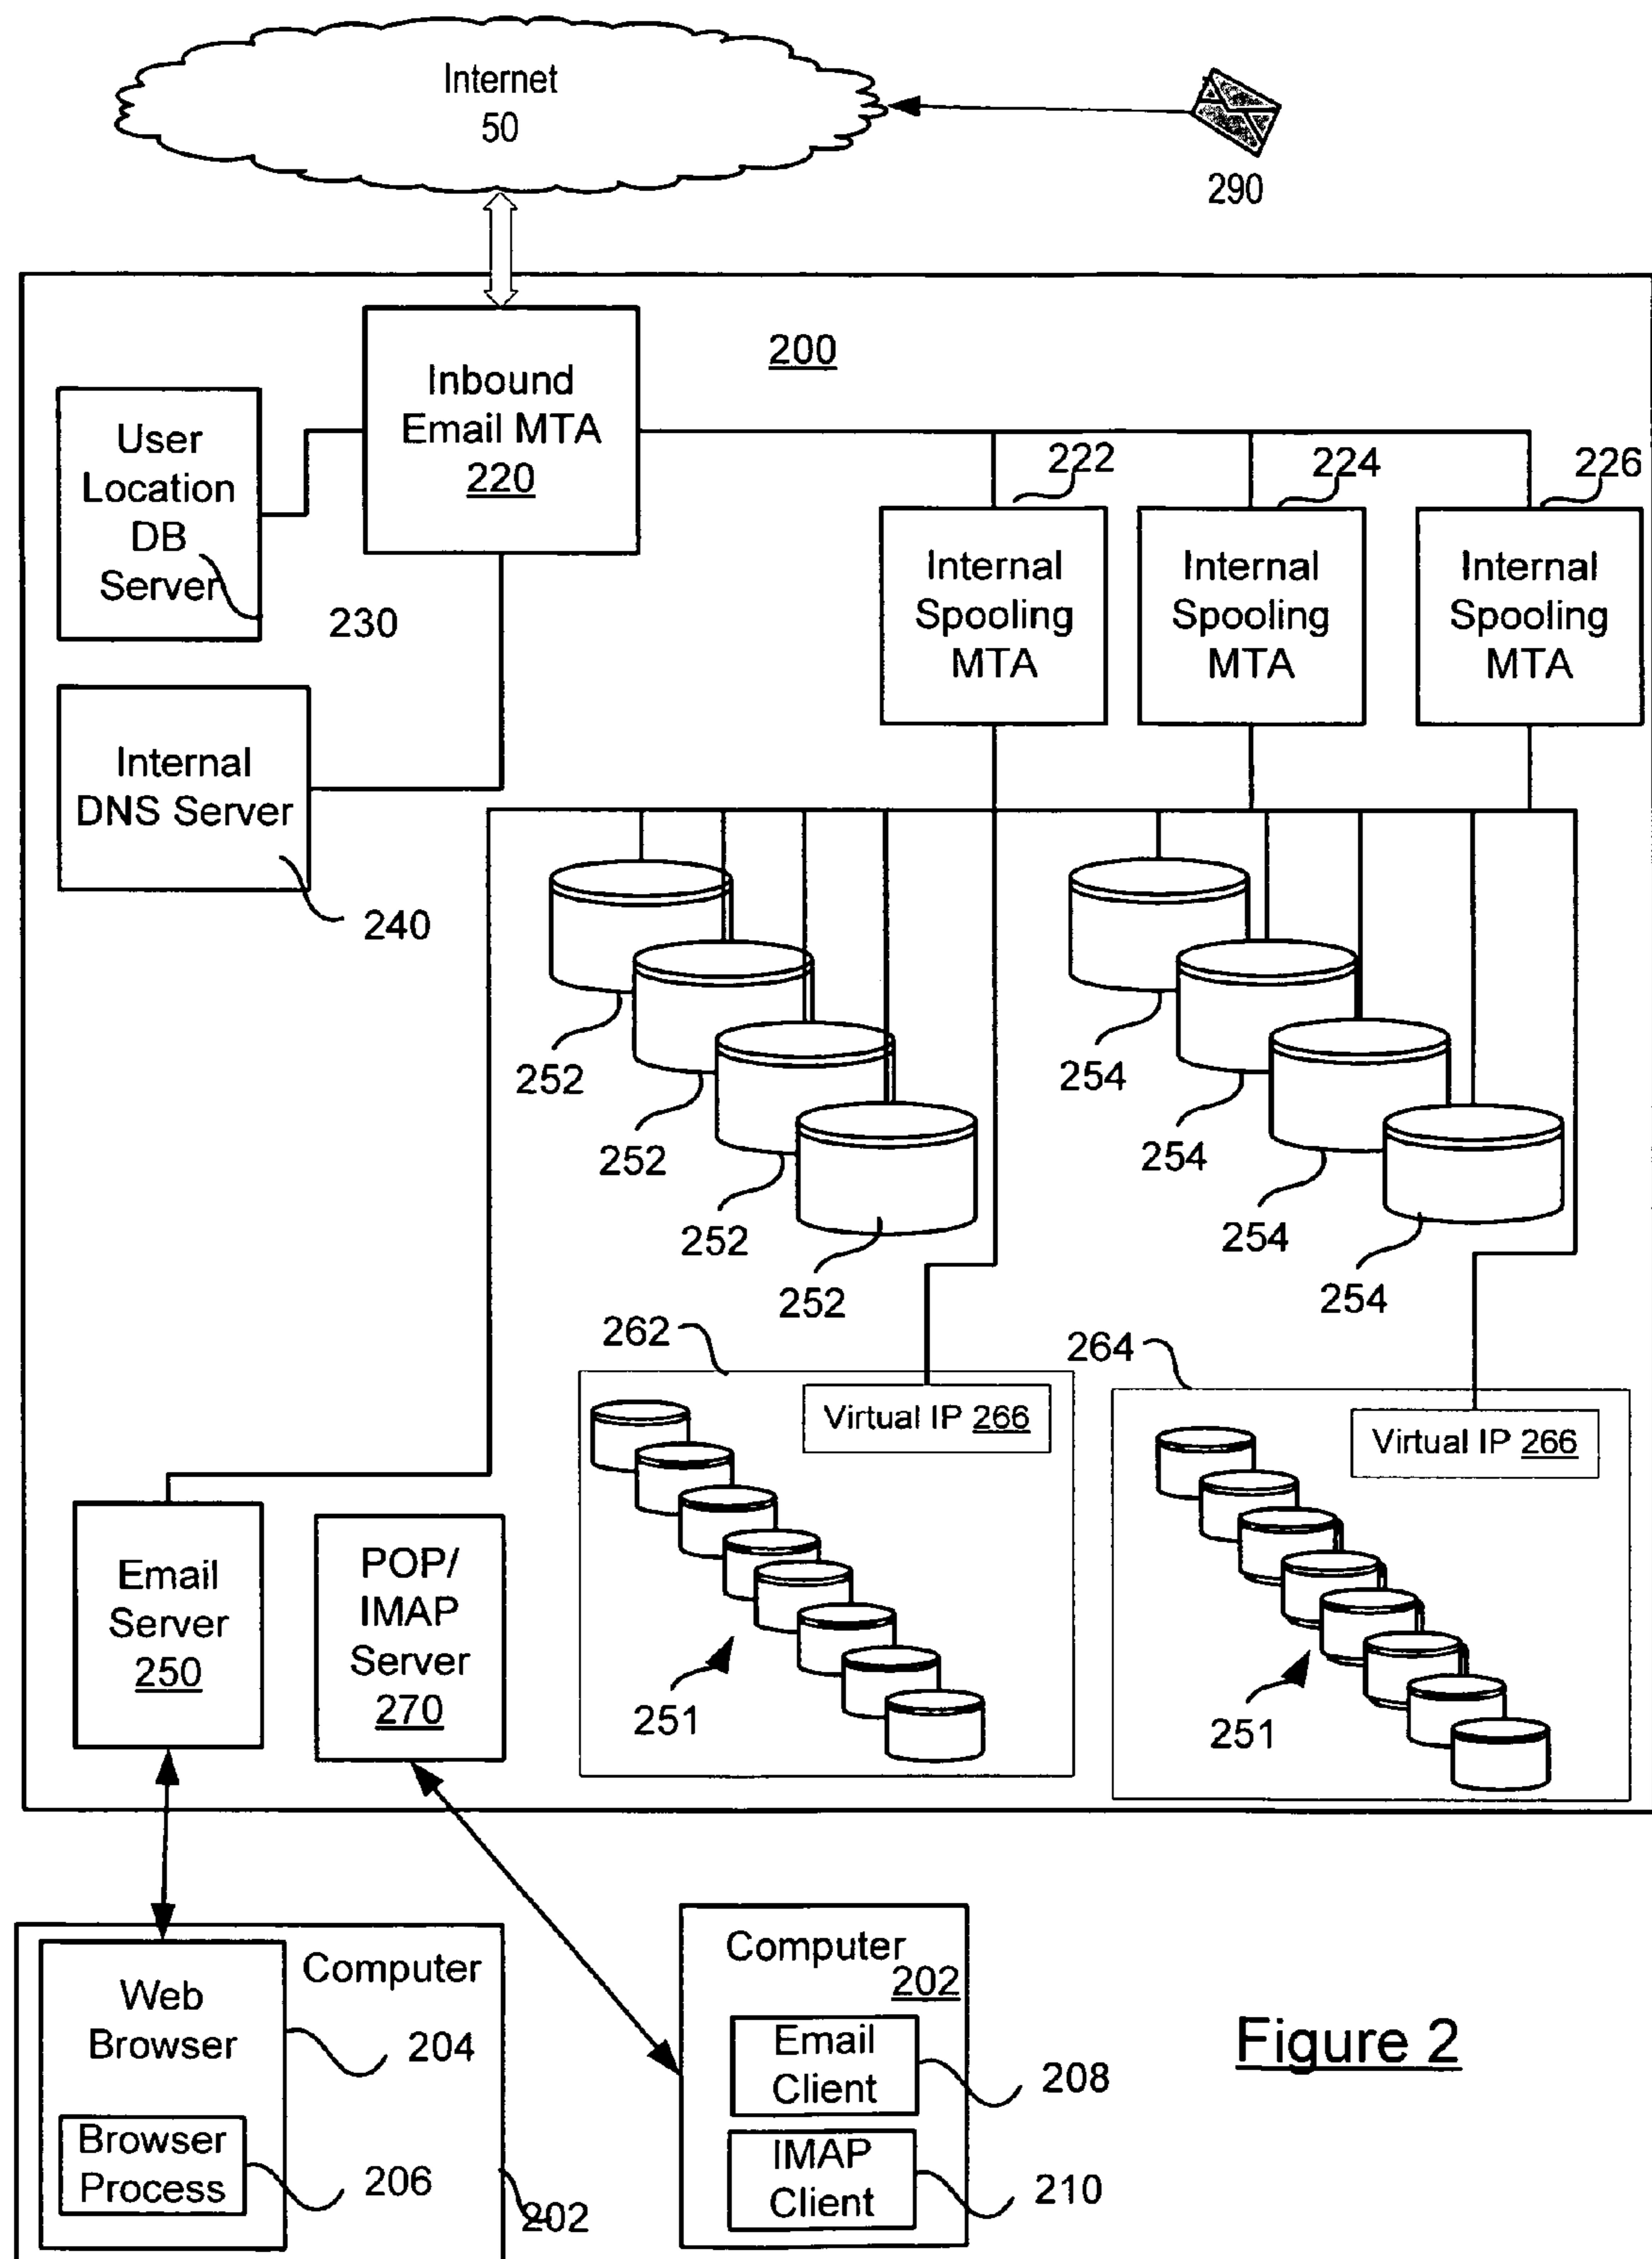 Internet
50
290
200
Inbound
Email MTA
220
User
Location
DB
Server
230
222
224
226
Internal
Spooling
MTA
Internal
Spooling
MTA
Internal
Spooling
MTA
Internal
DNS Server
240
252
252
252
252
254
254
254
254
262
Virtual IP 266
251
264
Virtual IP 266
251
Email
Server
250
POP/
IMAP
Server
270
Computer
Web
Browser
204
Browser
Process
206
202
Computer
202
Email
Client
208
IMAP
Client
210
Figure 2